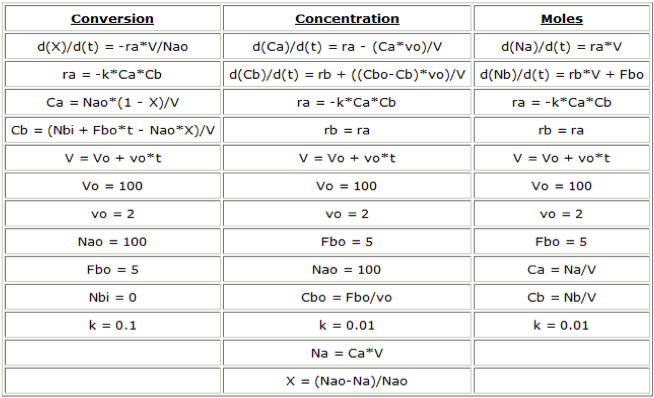 Conversion Concentration Moles
d(X)/d(t) = -ra*V/Nao d(Ca)/d(t) = ra - (Ca*vo)/V d(Na)/d(t) = ra*V
ra = -k*Ca*Cb d(Cb)/d(t) = rb + ((Cbo-Cb)*vo)/V d(Nb)/d(t) = rb*V + Fbo
Ca = Nao*(1 - X)/V ra = -k*Ca*Cb ra = -k*Ca*Cb
Cb = (Nbi + Fbo*t - Nao*X)/V rb = ra rb = ra
V = Vo + vo*t V = Vo + vo*t V = Vo + vo*t
Vo = 100 Vo = 100 Vo = 100
vo = 2 vo = 2 vo = 2
Nao = 100 Fbo = 5 Fbo = 5
Fbo = 5 Nao = 100 Ca = Na/V
Nbi = 0 Cbo = Fbo/vo Cb = Nb/V
k = 0.1 k = 0.01 k = 0.01
Na = Ca*V
X = (Nao-Na)/Nao